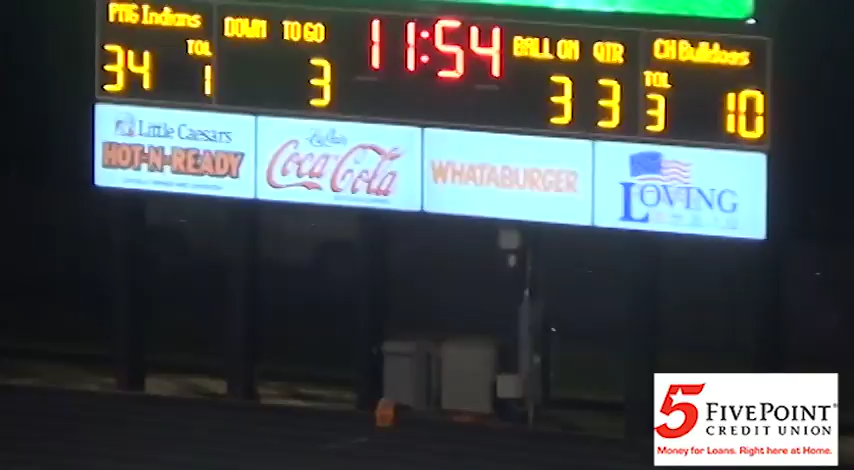 PNG Indians
DOWN TO GO
11:54
BALL ON QTR
CH Bulldogs
34 TOL 1
3
3 3
TOL 3 10
Little Caesars
HOT-N-READY
Coca-Cola
WHATABURGER
LOVING
5 FIVEPOINT
CREDIT UNION
Money for Loans. Right here at Home.